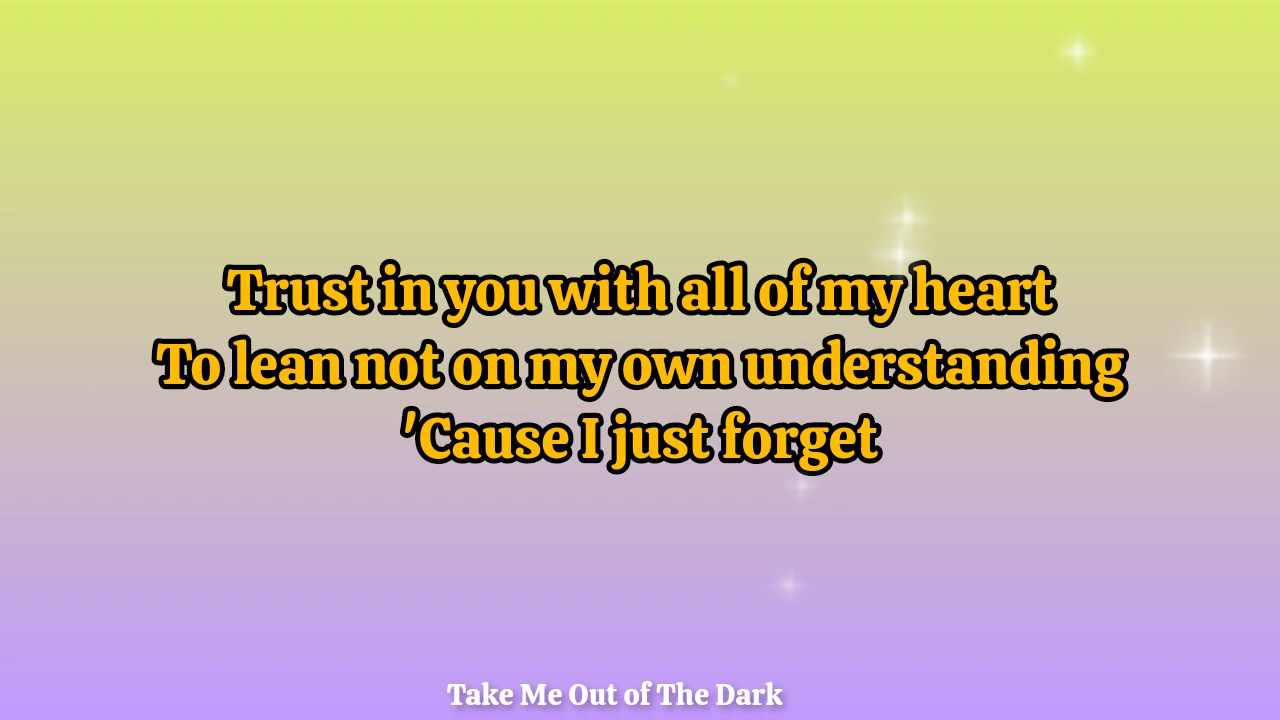 Trust in you with all of my heart
To lean not on my own understanding
'Cause I just forget
Take Me Out of The Dark